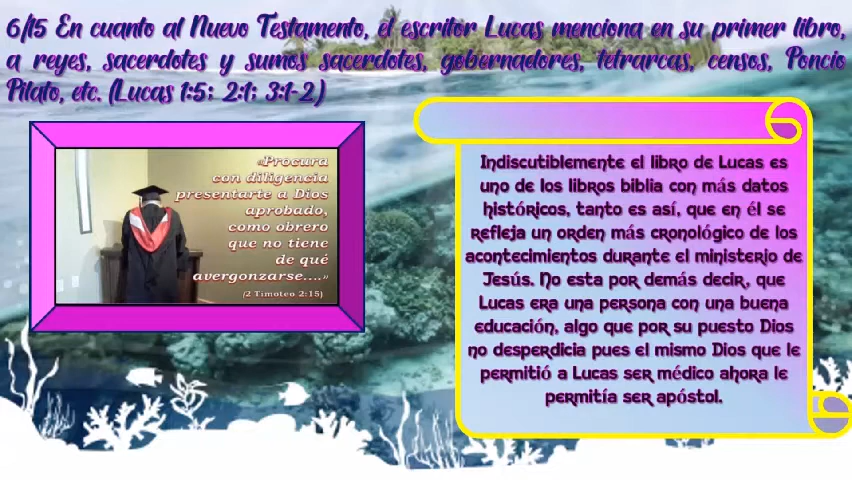 6/15 En cuanto al Nuevo Testamento, el escritor Lucas menciona en su primer libro,
a reyes, sacerdotes y sumos sacerdotes, gobernadores, tetrarcas, censos, Poncio
Pilato, etc. (Lucas 1:5; 2:1; 3:1-2)
«Procura
con diligencia
presentarte a Dios
aprobado,
como obrero
que no tiene
de qué
avergonzarse....»
(2 Timoteo 2:15)
Indiscutiblemente el libro de Lucas es
uno de los libros biblia con más datos
históricos, tanto es así, que en él se
refleja un orden más cronológico de los
acontecimientos durante el ministerio de
Jesús. No esta por demás decir, que
Lucas era una persona con una buena
educación, algo que por su puesto Dios
no desperdicia pues el mismo Dios que le
permitió a Lucas ser médico ahora le
permitía ser apóstol.